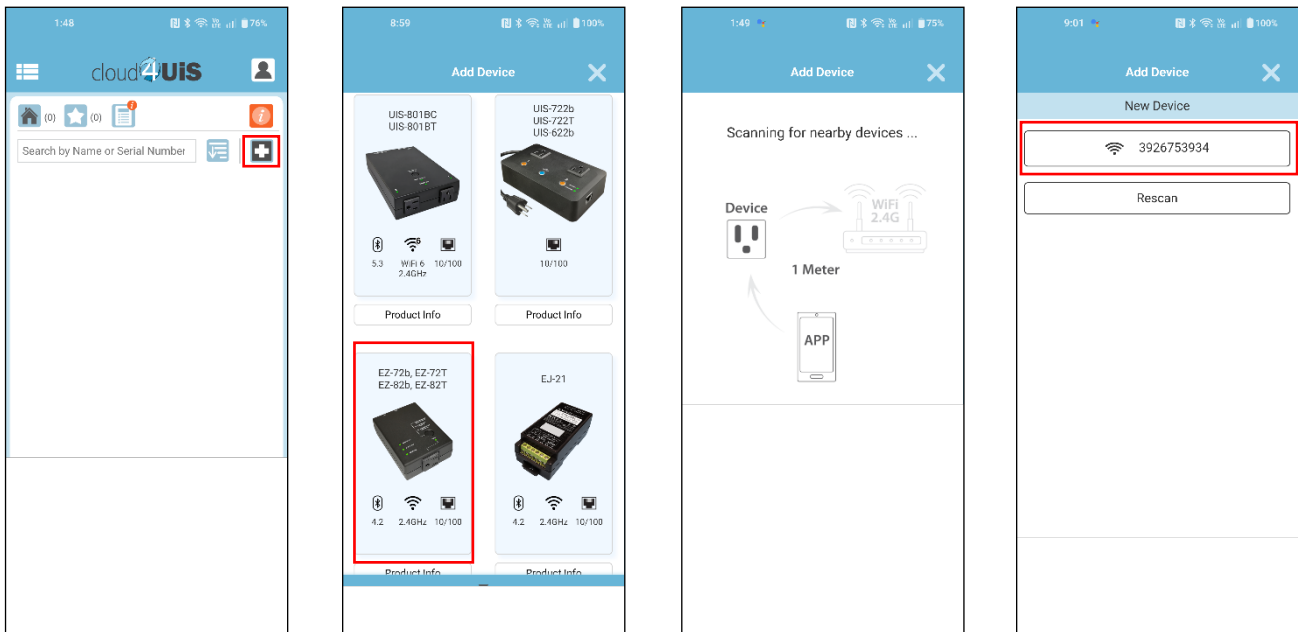 1:48
76%
cloud4UiS
(0)
(0)
i
i
Search by Name or Serial Number
8:59
100%
Add Device
UIS-801BC
UIS-801BT
5.3
WiFi 6
2.4GHz
10/100
Product Info
UIS-722b
UIS-722T
UIS-622b
10/100
Product Info
EZ-72b, EZ-72T
EZ-82b, EZ-82T
4.2
2.4GHz
10/100
Product Info
EJ-21
4.2
2.4GHz
10/100
Product Info
1:49
75%
Add Device
Scanning for nearby devices ...
Device
WiFi
2.4G
1 Meter
APP
9:01
100%
Add Device
New Device
3926753934
Rescan